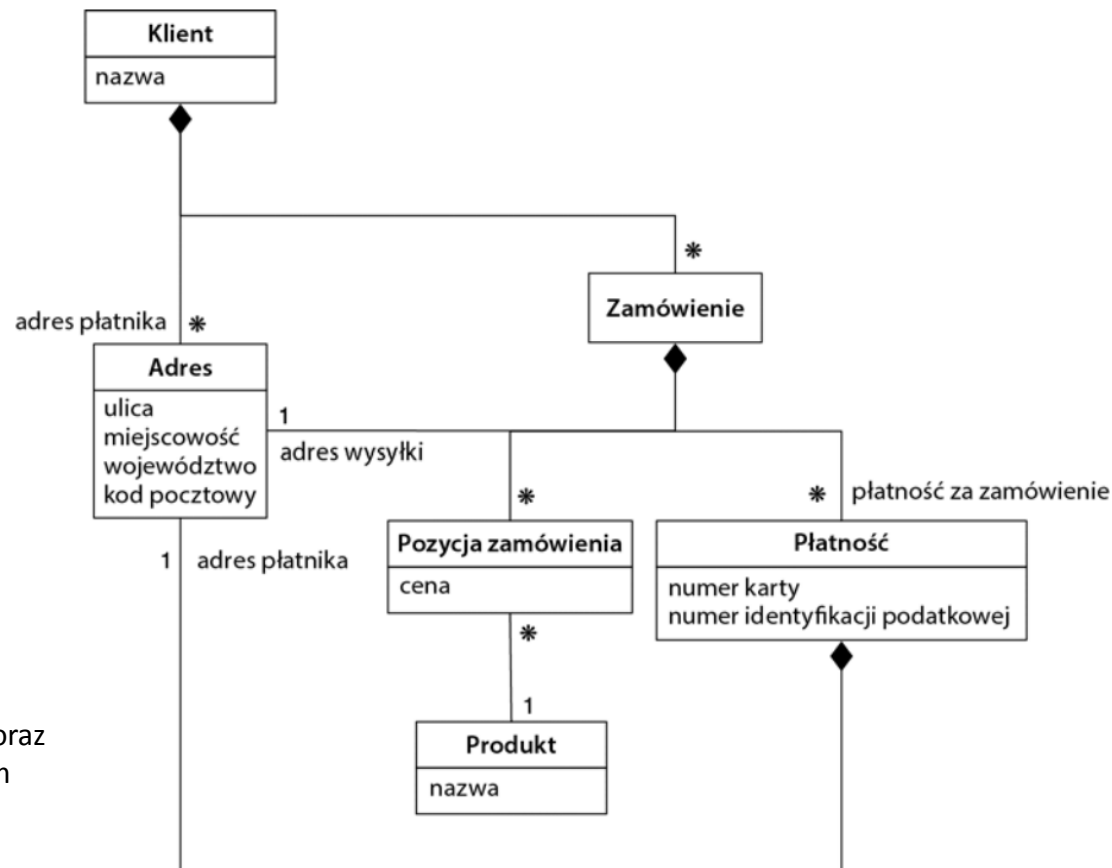 Klient
nazwa
*
Zamówienie
adres płatnika *
Adres
ulica
miejscowość
województwo
kod pocztowy
1
adres wysyłki
* 
* płatność za zamówienie
1 adres płatnika
Pozycja zamówienia
cena
Płatność
numer karty
numer identyfikacji podatkowej
*
1
Produkt
nazwa
oraz